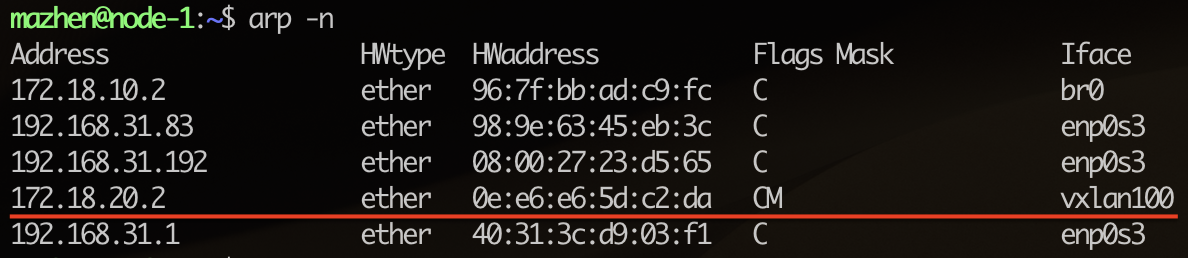 mazhen@node-1:~$ arp -n
Address HWtype HWaddress Flags Mask Iface
172.18.10.2 ether 96:7f:bb:ad:c9:fc C br0
192.168.31.83 ether 98:9e:63:45:eb:3c C enp0s3
192.168.31.192 ether 08:00:27:23:d5:65 C enp0s3
172.18.20.2 ether 0e:e6:e6:5d:c2:da CM vxlan100
192.168.31.1 ether 40:31:3c:d9:03:f1 C enp0s3